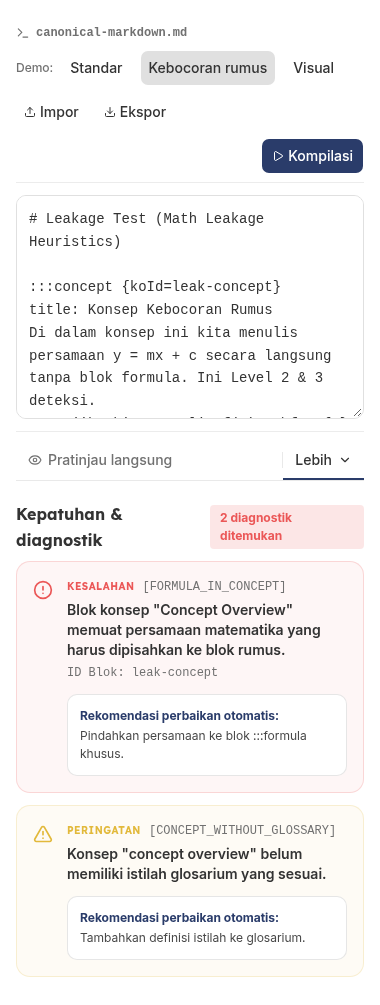 canonical-markdown.md
Demo: Standar Kebocoran rumus Visual
Impor Ekspor
Kompilasi
# Leakage Test (Math Leakage
Heuristics)
:::concept {koId=leak-concept}
title: Konsep Kebocoran Rumus
Di dalam konsep ini kita menulis
persamaan y = mx + c secara langsung
tanpa blok formula. Ini Level 2 & 3
deteksi.
Pratinjau langsung Lebih
Kepatuhan &
diagnostik
2 diagnostik
ditemukan
KESALAHAN [FORMULA_IN_CONCEPT]
Blok konsep "Concept Overview"
memuat persamaan matematika yang
harus dipisahkan ke blok rumus.
ID Blok: leak-concept
Rekomendasi perbaikan otomatis:
Pindahkan persamaan ke blok :::formula
khusus.
PERINGATAN [CONCEPT_WITHOUT_GLOSSARY]
Konsep "concept overview" belum
memiliki istilah glosarium yang sesuai.
Rekomendasi perbaikan otomatis:
Tambahkan definisi istilah ke glosarium.